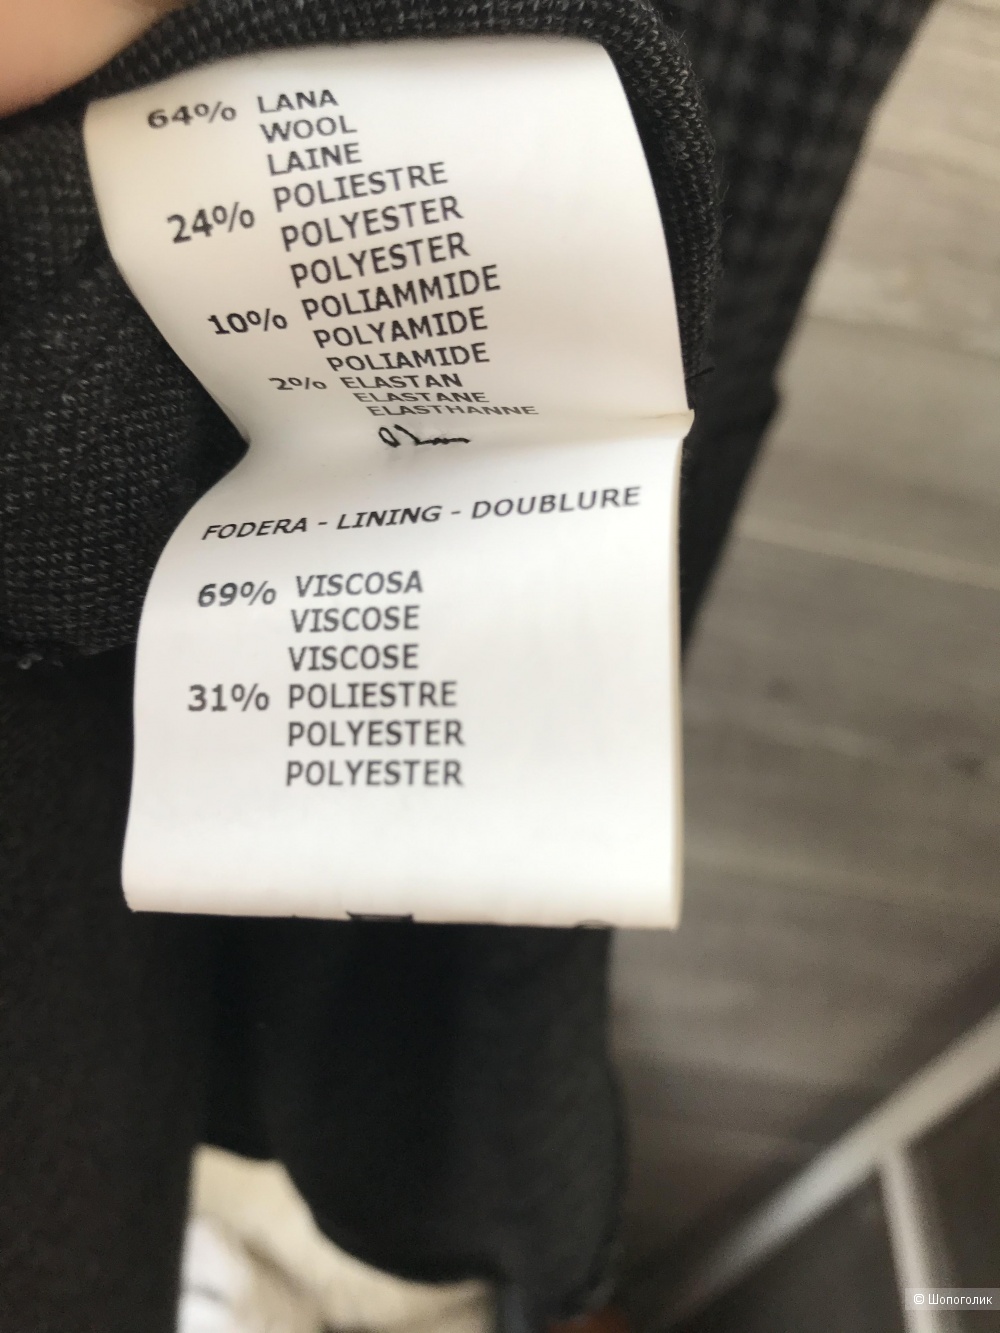 64% LANA
WOOL
LAINE
24% POLIESTRE
POLYESTER
POLYESTER
10% POLIAMMIDE
POLYAMIDE
POLIAMIDE
2% ELASTAN
ELASTANE
ELASTHANNE
FODERA - LINING - DOUBLURE
69% VISCOSA
VISCOSE
VISCOSE
31% POLIESTRE
POLYESTER
POLYESTER
© Шопоголик